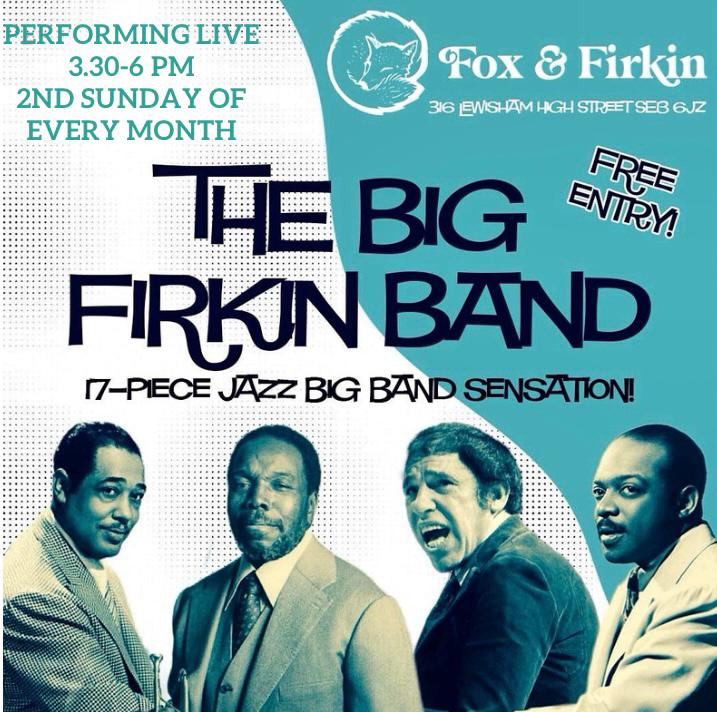 PERFORMING LIVE
3.30-6 PM
2ND SUNDAY OF
EVERY MONTH
Fox & Firkin
316 LEWISHAM HIGH STREET SE13 6JZ
FREE
ENTRY!
THE BIG
FIRKIN BAND
17-PIECE JAZZ BIG BAND SENSATION!